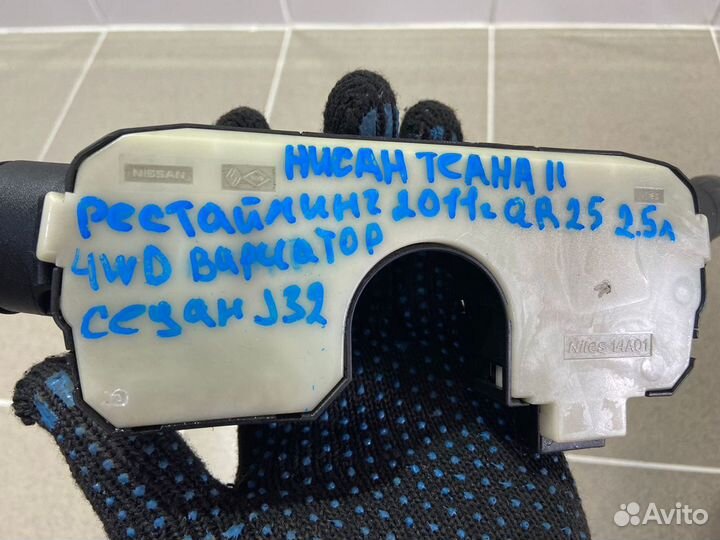 NISSAN
НИСАН ТЕАНА II
РЕСТАЙЛИНГ 2011г QR25 2.5л
4WD ВАРИАТОР
СЕДАН J32
Niles 14A01
Avito